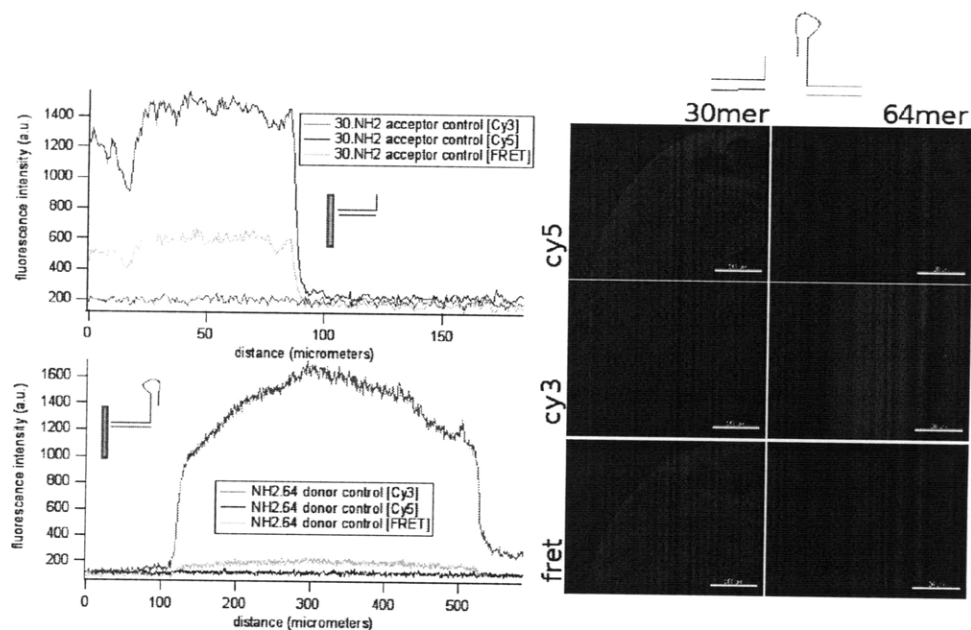 1400
1200
1000
800
600
400
200
fluorescence intensity (a.u.)
30.NH2 acceptor control [Cy3]
30.NH2 acceptor control [Cy5]
30.NH2 acceptor control [FRET]
0
50
100
150
distance (micrometers)
1600
1400
1200
1000
800
600
400
200
fluorescence intensity (a.u.)
NH2.64 donor control [Cy3]
NH2.64 donor control [Cy5]
NH2.64 donor control [FRET]
0
100
200
300
400
500
distance (micrometers)
30mer
64mer
cy5
cy3
fret